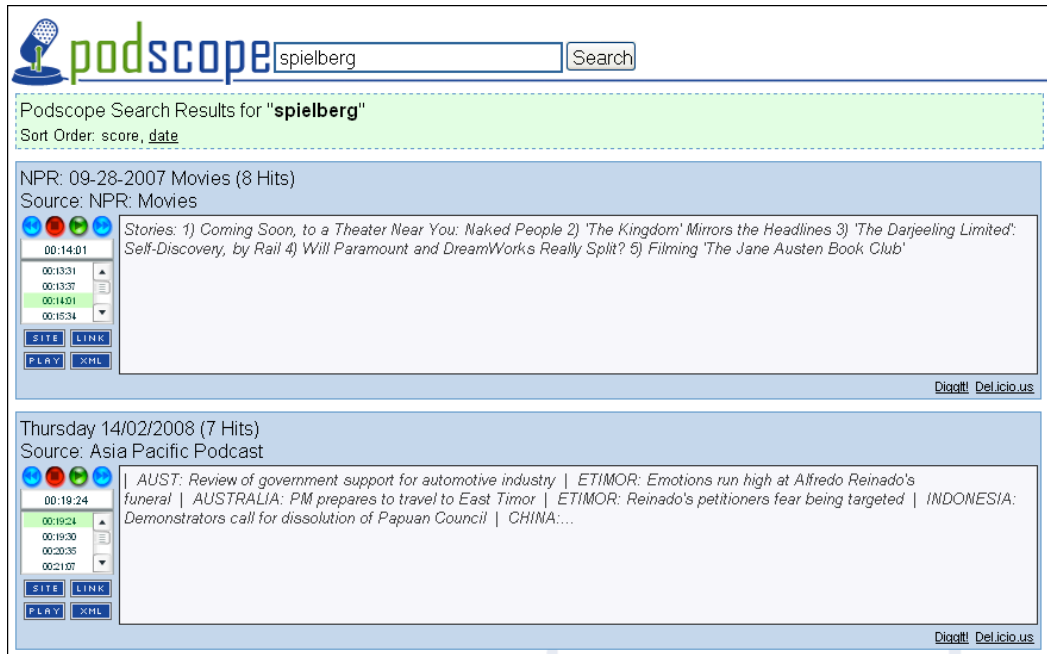 podscope
spielberg
Search
Podscope Search Results for "spielberg"
Sort Order: score, date
NPR: 09-28-2007 Movies (8 Hits)
Source: NPR: Movies
00:14:01
00:13:31
00:13:37
00:14:01
00:15:34
SITE LINK
PLAY XML
Stories: 1) Coming Soon, to a Theater Near You: Naked People 2) 'The Kingdom' Mirrors the Headlines 3) 'The Darjeeling Limited':
Self-Discovery, by Rail 4) Will Paramount and DreamWorks Really Split? 5) Filming 'The Jane Austen Book Club'
DiggIt! Del.icio.us
Thursday 14/02/2008 (7 Hits)
Source: Asia Pacific Podcast
00:19:24
00:19:24
00:19:30
00:20:35
00:21:07
SITE LINK
PLAY XML
| AUST: Review of government support for automotive industry | ETIMOR: Emotions run high at Alfredo Reinado's
funeral | AUSTRALIA: PM prepares to travel to East Timor | ETIMOR: Reinado's petitioners fear being targeted | INDONESIA:
Demonstrators call for dissolution of Papuan Council | CHINA:...
DiggIt! Del.icio.us